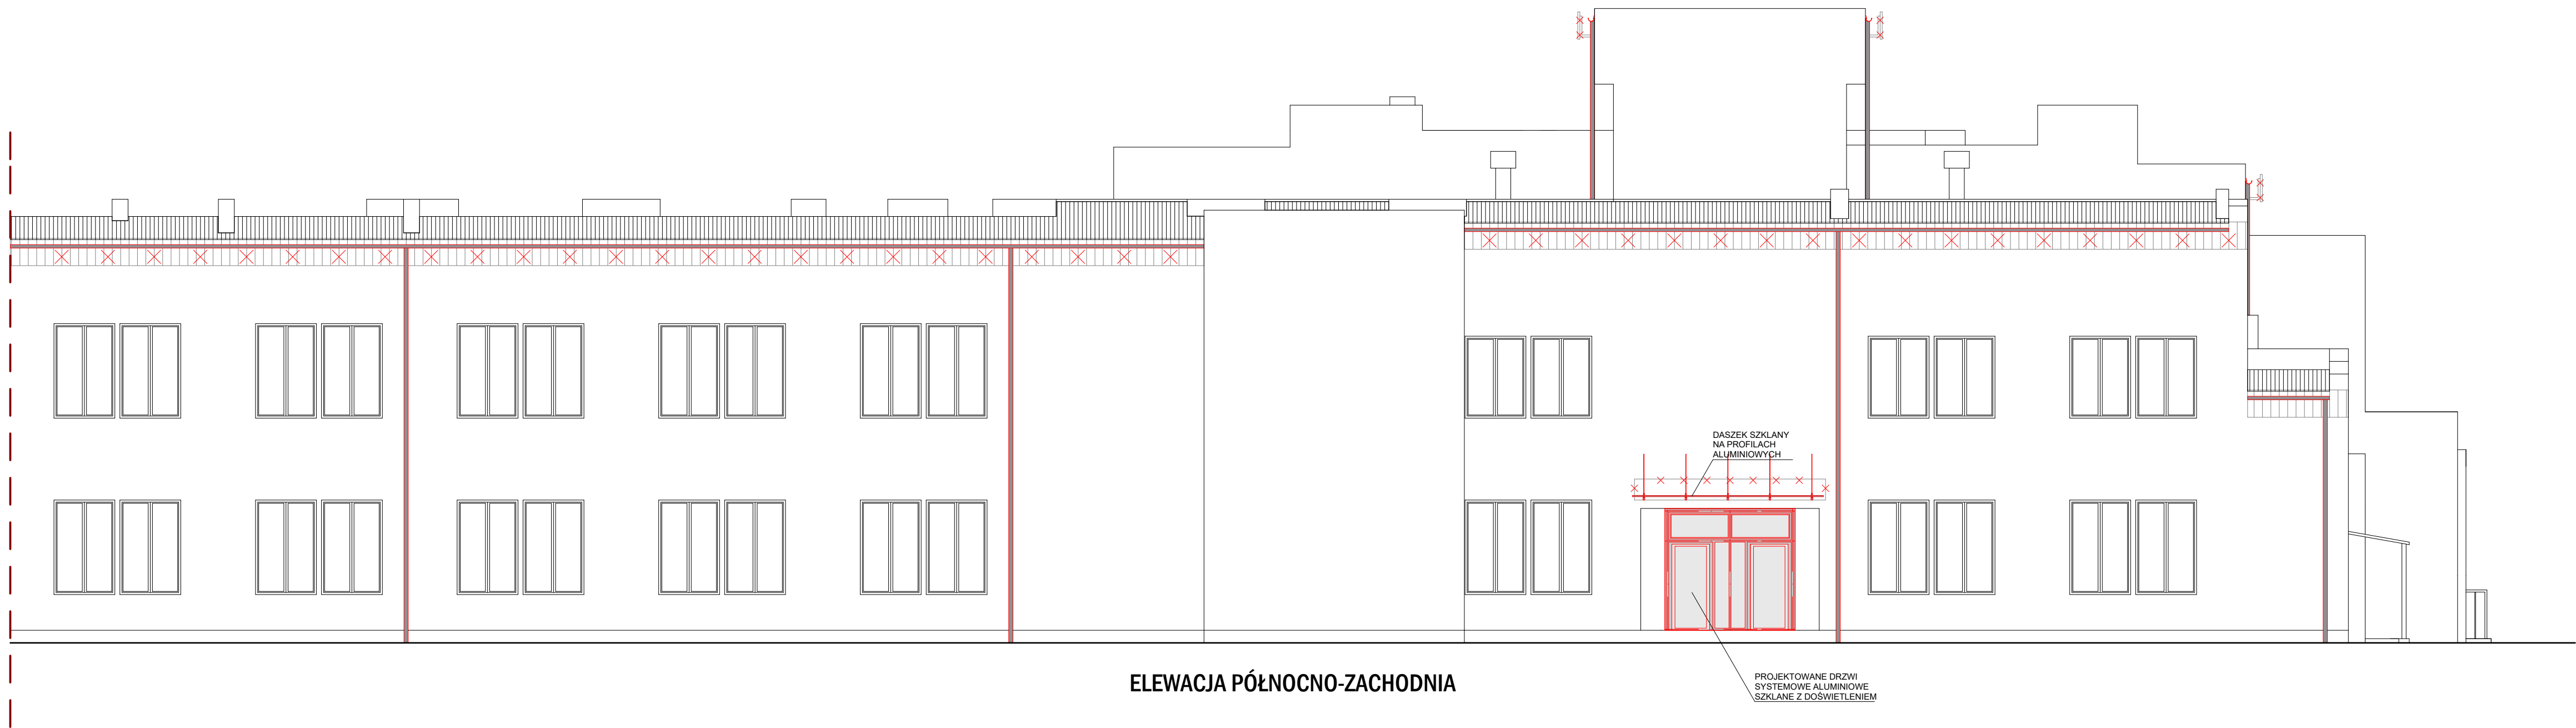 DASZEK SZKLANY
NA PROFILACH
ALUMINIOWYCH
ELEWACJA PÓŁNOCNO-ZACHODNIA
PROJEKTOWANE DRZWI
SYSTEMOWE ALUMINIOWE
SZKLANE Z DOŚWIETLENIEM